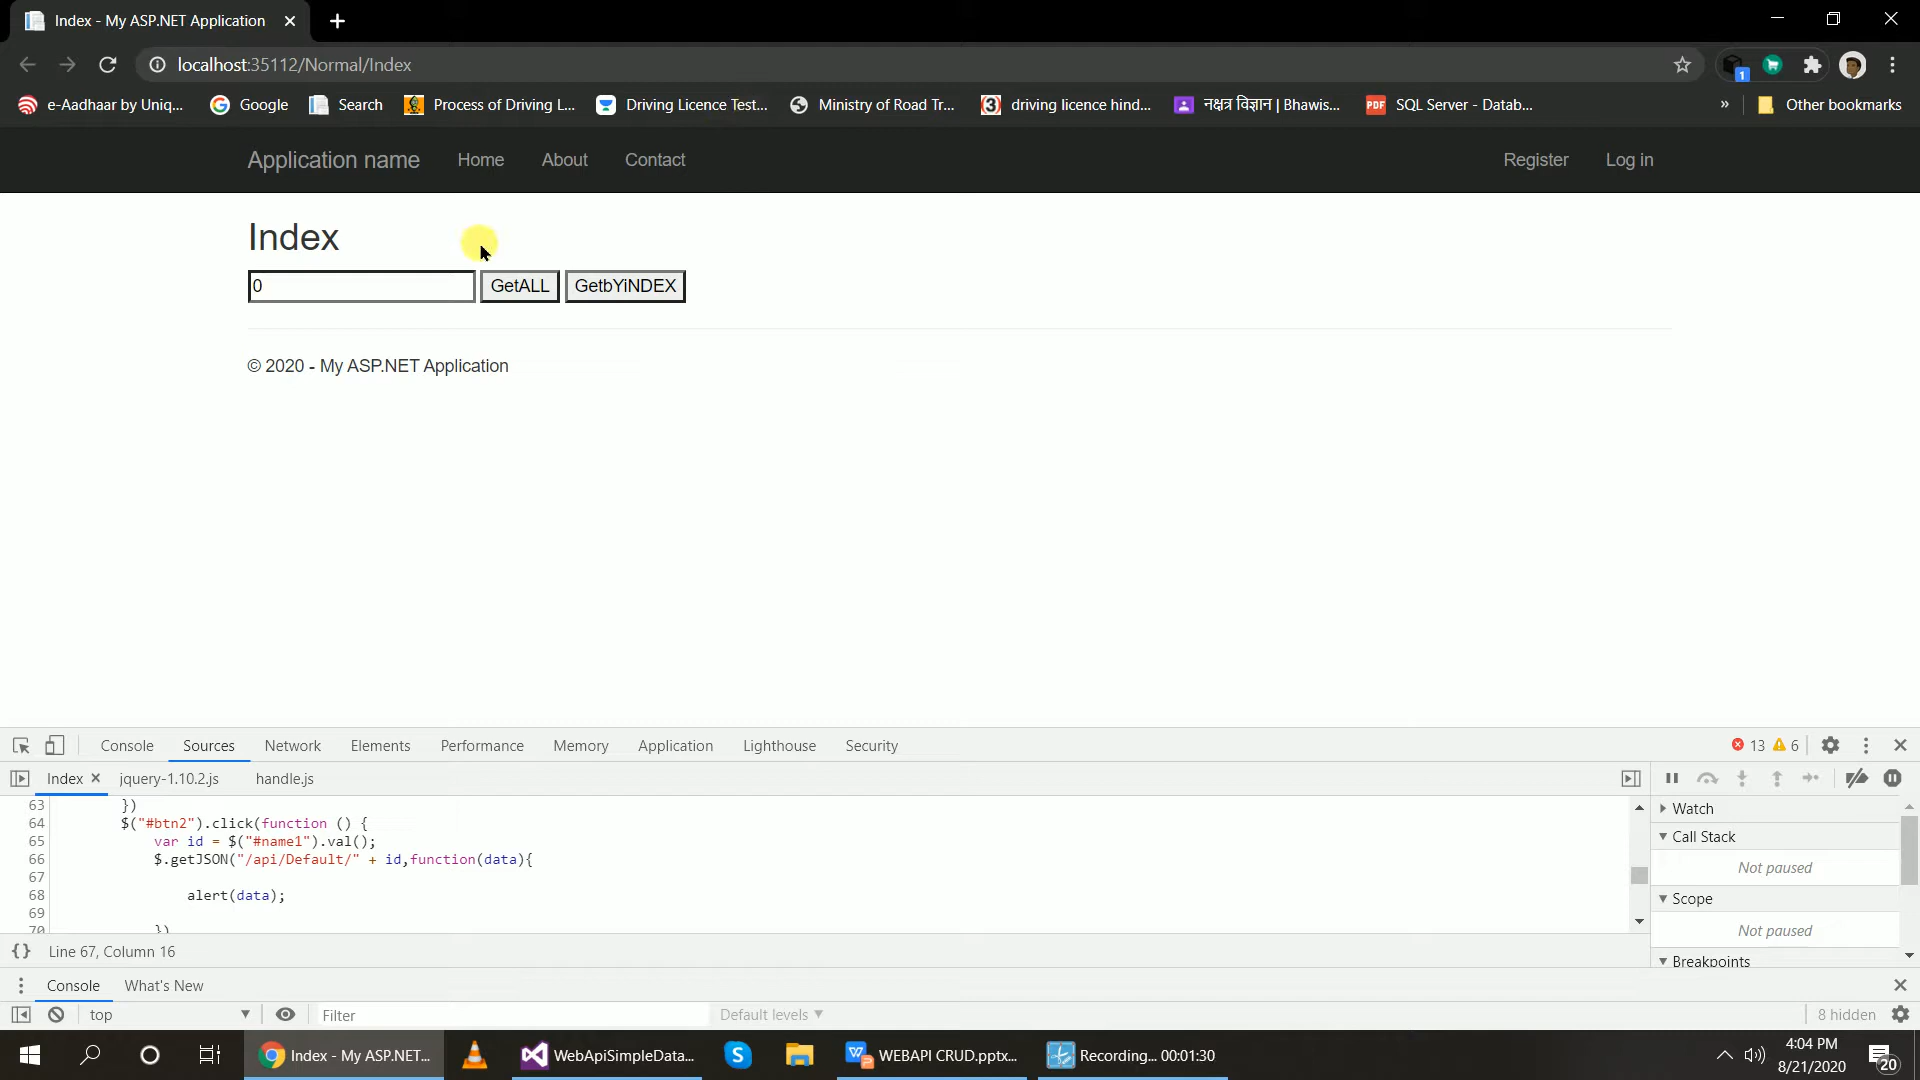 Index - My ASP.NET Application
localhost:35112/Normal/Index
1
e-Aadhaar by Uniq... Google Search Process of Driving L... Driving Licence Test... Ministry of Road Tr... driving licence hind... नक्षत्र विज्ञान | Bhawis... PDF SQL Server - Datab... » Other bookmarks
Application name Home About Contact Register Log in
Index
0 GetALL GetbYiNDEX
© 2020 - My ASP.NET Application
Console Sources Network Elements Performance Memory Application Lighthouse Security 13 6
Index jquery-1.10.2.js handle.js
63 })
64 $("#btn2").click(function () {
65 var id = $("#name1").val();
66 $.getJSON("/api/Default/" + id,function(data){
67
68 alert(data);
69
70 })
Watch
Call Stack
Not paused
Scope
Not paused
Breakpoints
{} Line 67, Column 16
Console What's New
top Filter Default levels 8 hidden
Index - My ASP.NET... WebApiSimpleData... WEBAPI CRUD.pptx... Recording... 00:01:30
4:04 PM
8/21/2020
20